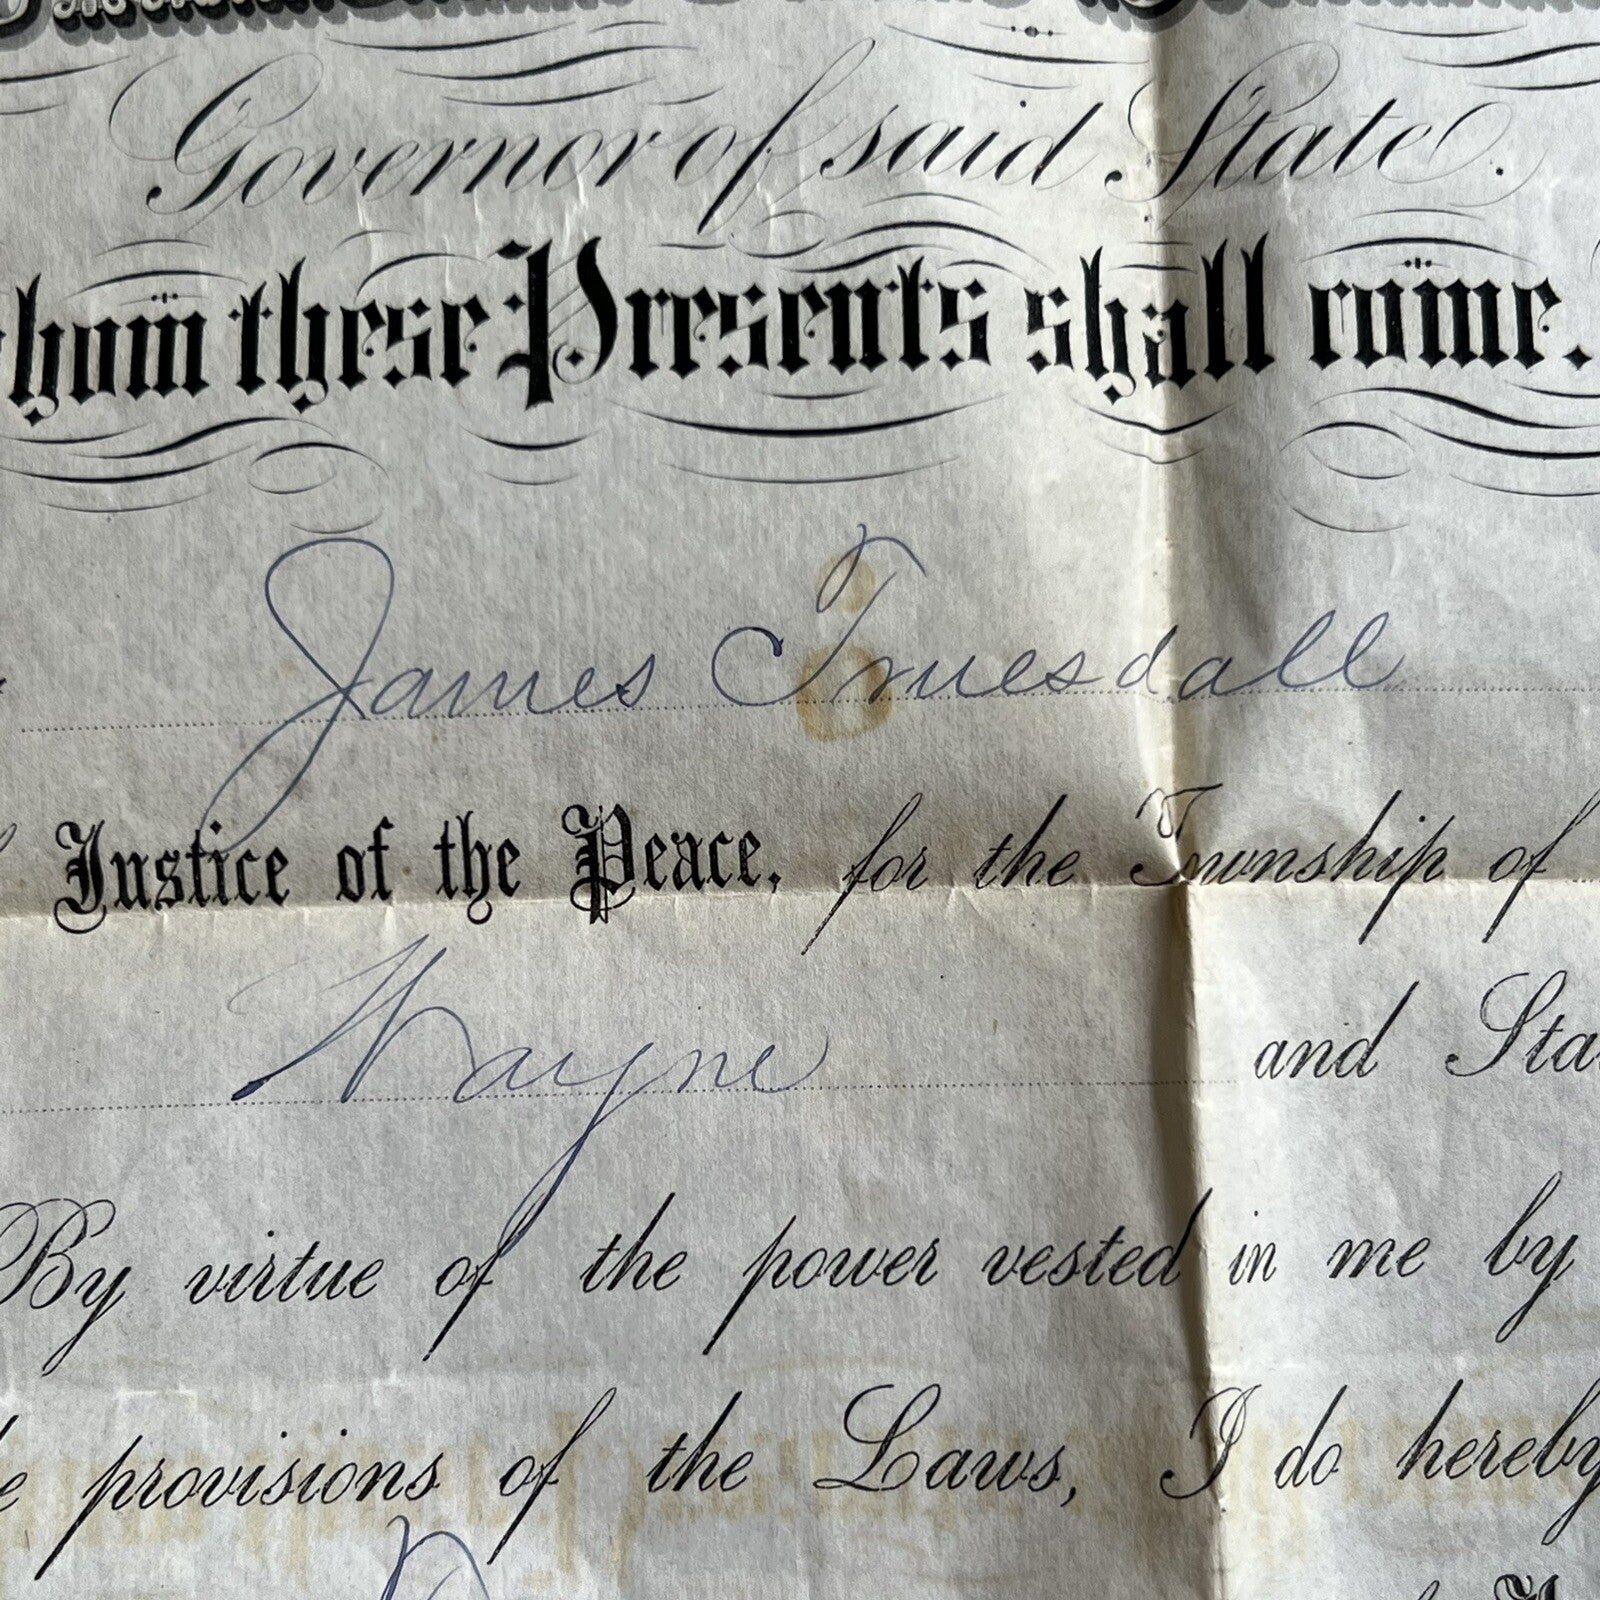 Governor of said State.
whom these Presents shall come.
James Truesdall
Justice of the Peace, for the Township of
Wayne
and Sta
By virtue of the power vested in me by
provisions of the Laws, I do hereby